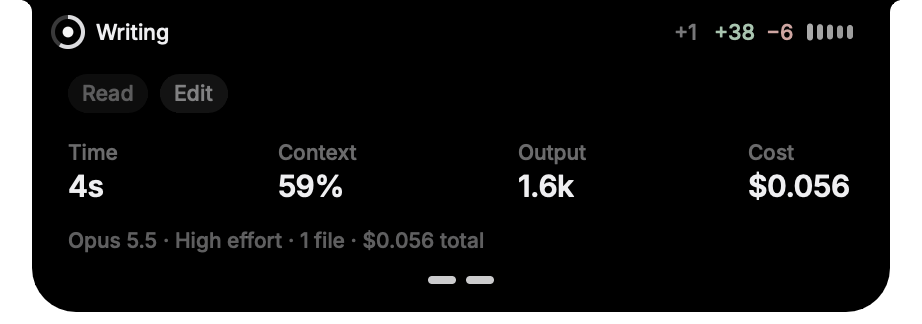 Writing +1 +38 −6
Read Edit
Time Context Output Cost
4s 59% 1.6k $0.056
Opus 5.5 · High effort · 1 file · $0.056 total